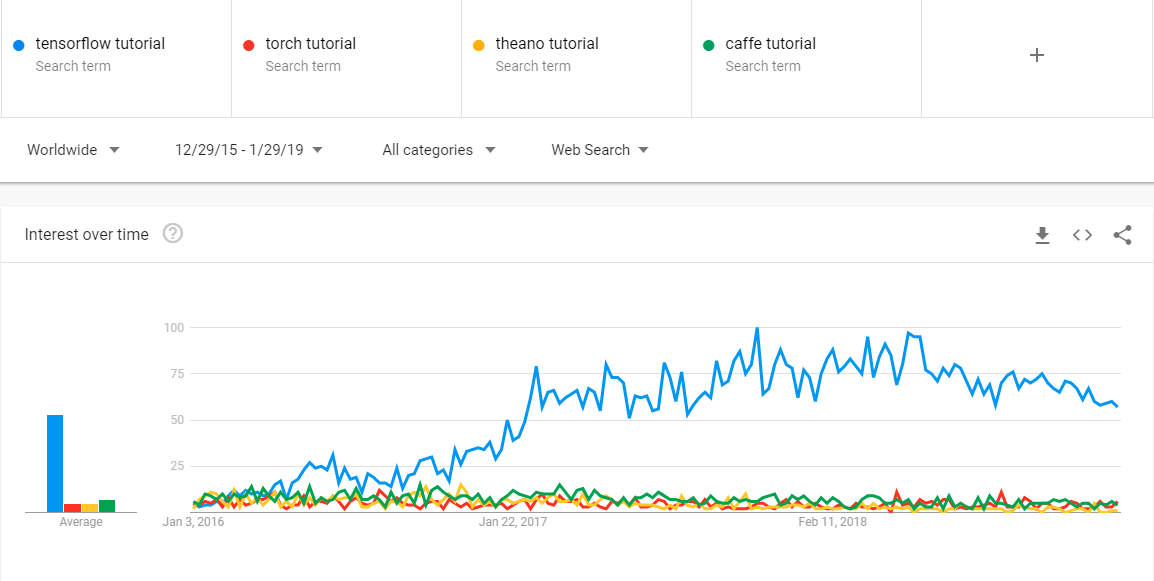 tensorflow tutorial
Search term
torch tutorial
Search term
theano tutorial
Search term
caffe tutorial
Search term
+
Worldwide
12/29/15 - 1/29/19
All categories
Web Search
Interest over time
?
100
75
50
25
Average
Jan 3, 2016
Jan 22, 2017
Feb 11, 2018